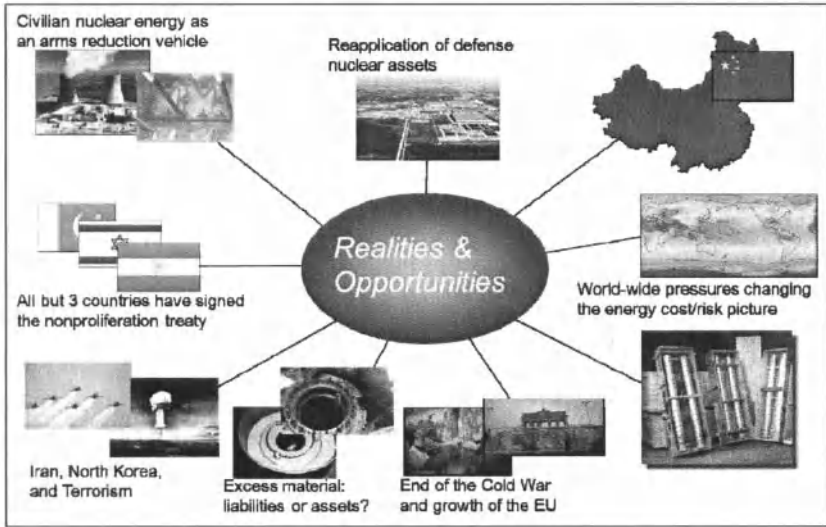 Civilian nuclear energy as
an arms reduction vehicle
Reapplication of defense
nuclear assets
Realities &
Opportunities
All but 3 countries have signed
the nonproliferation treaty
World-wide pressures changing
the energy cost/risk picture
Iran, North Korea,
and Terrorism
Excess material:
liabilities or assets?
End of the Cold War
and growth of the EU